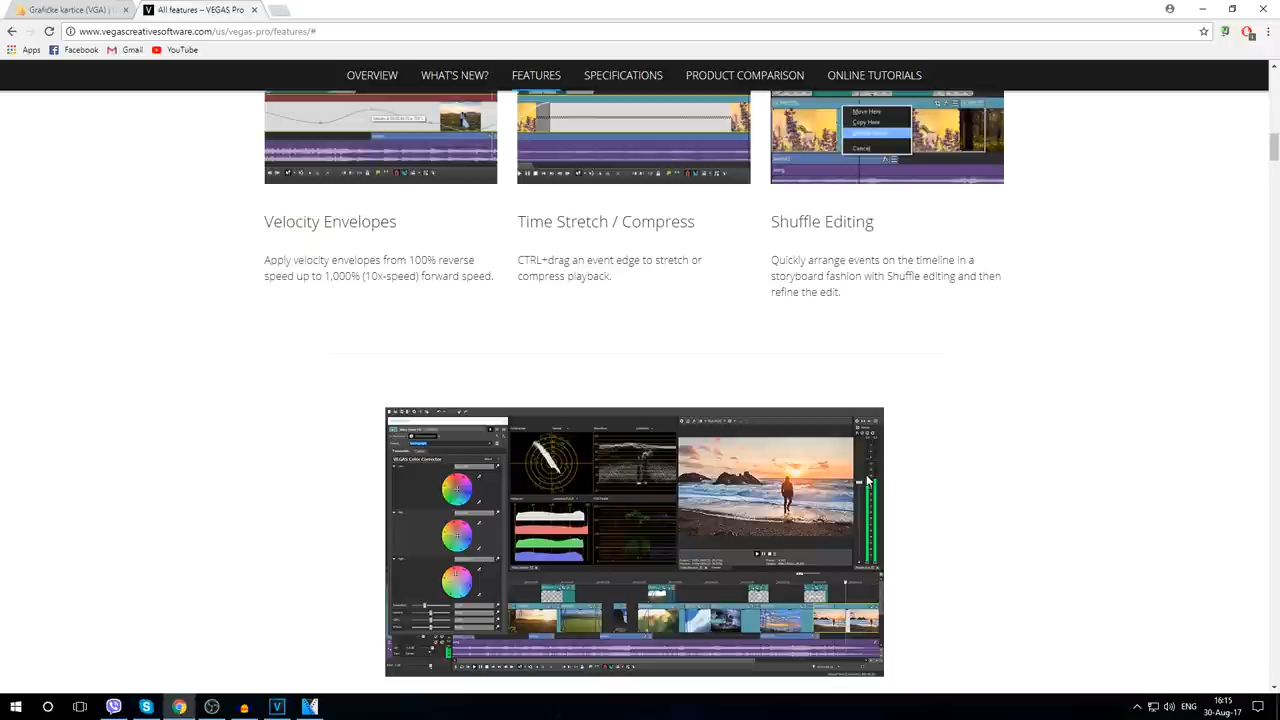 Grafičke kartice (VGA) |
All features – VEGAS Pro
www.vegascreativesoftware.com/us/vegas-pro/features/#
Apps Facebook Gmail YouTube
OVERVIEW WHAT'S NEW? FEATURES SPECIFICATIONS PRODUCT COMPARISON ONLINE TUTORIALS
Move Here
Copy Here
Cancel
Velocity Envelopes
Apply velocity envelopes from 100% reverse
speed up to 1,000% (10x-speed) forward speed.
Time Stretch / Compress
CTRL+drag an event edge to stretch or
compress playback.
Shuffle Editing
Quickly arrange events on the timeline in a
storyboard fashion with Shuffle editing and then
refine the edit.
VEGAS Color Corrector
ENG
16:15
30-Aug-17